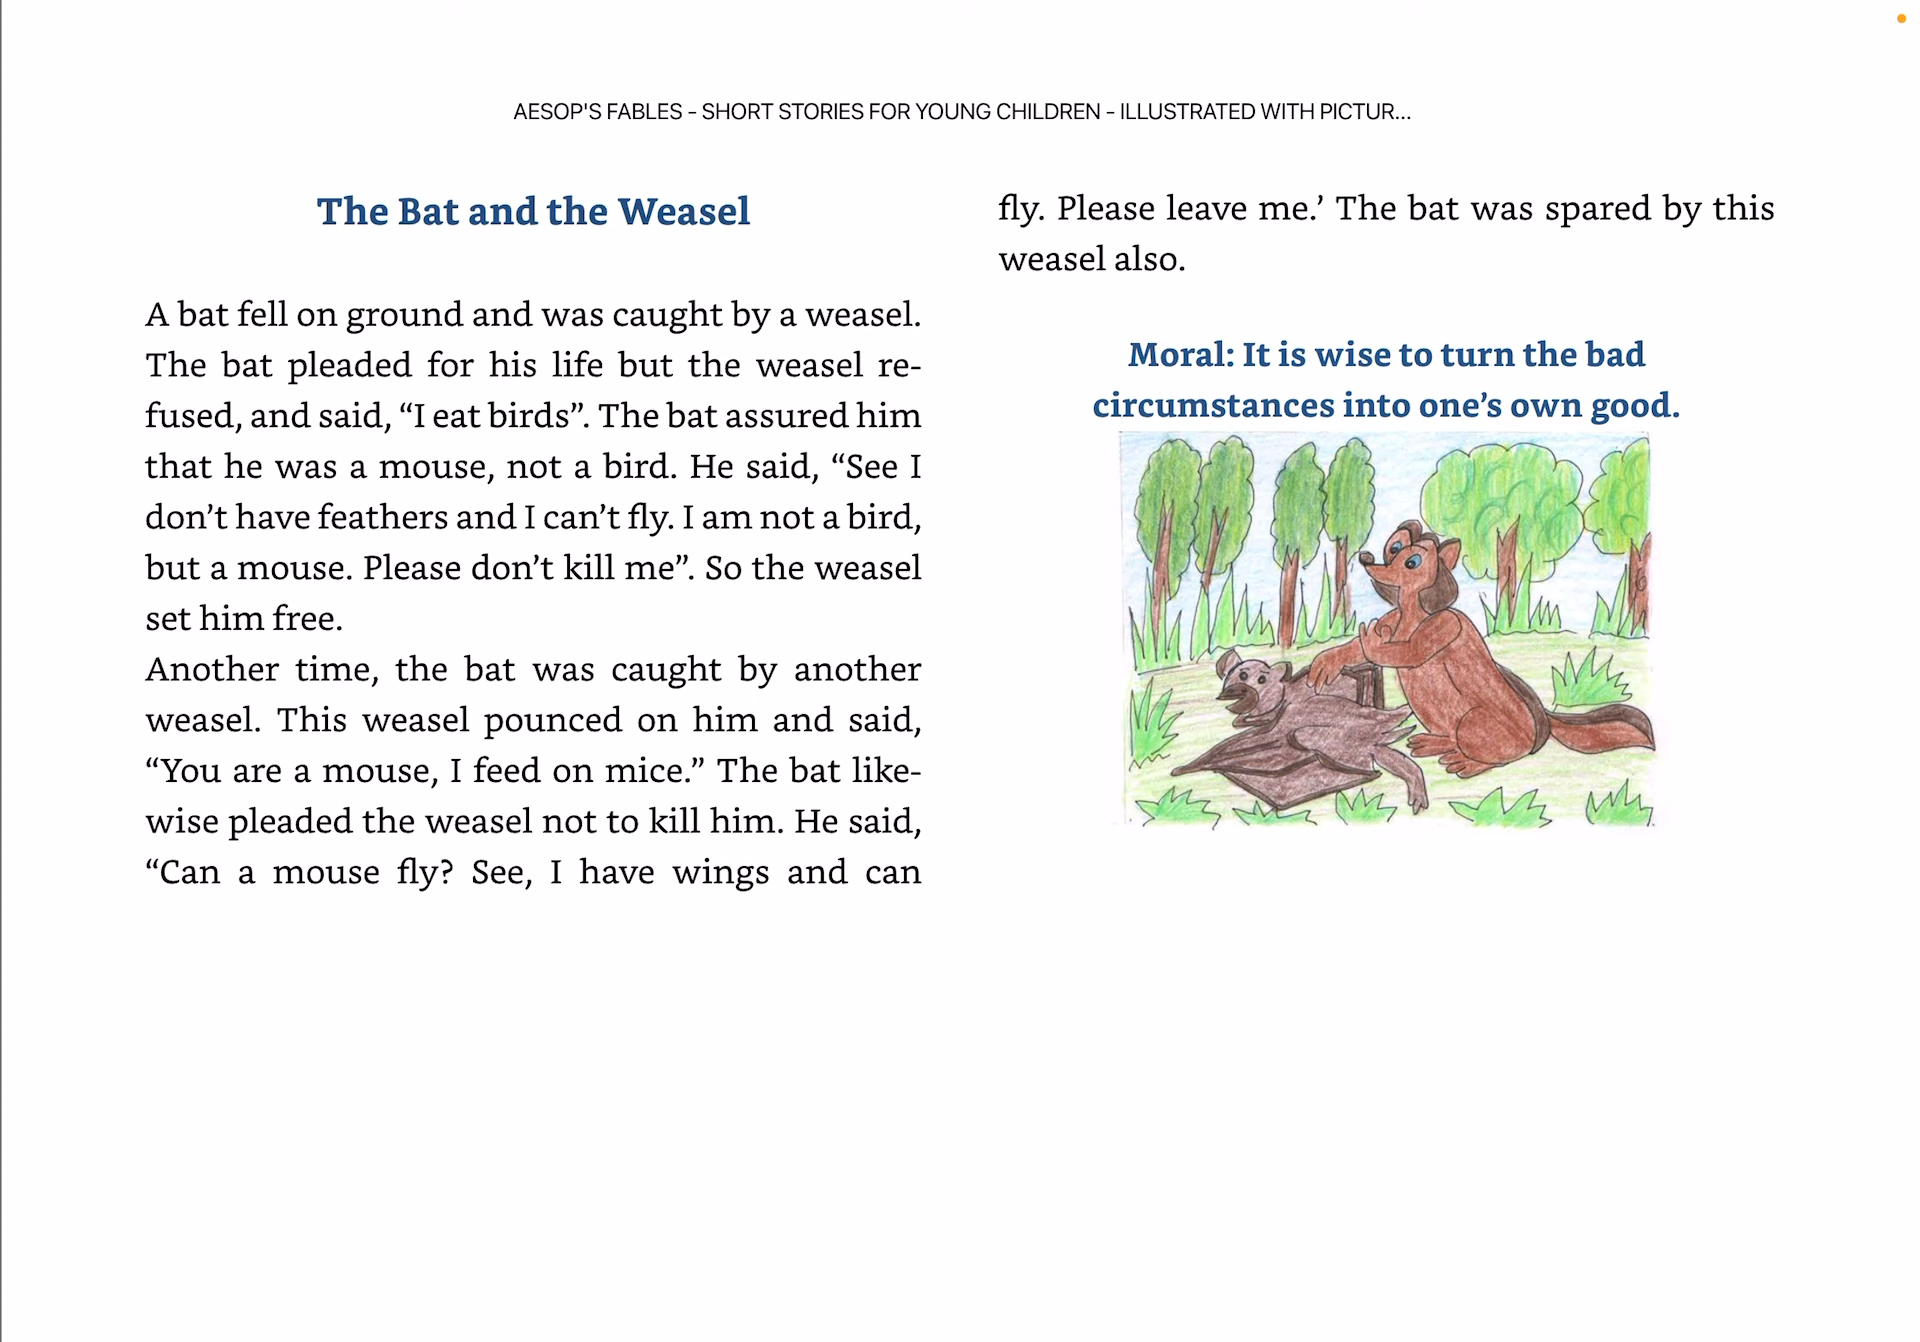 AESOP'S FABLES – SHORT STORIES FOR YOUNG CHILDREN – ILLUSTRATED WITH PICTUR...
The Bat and the Weasel
A bat fell on ground and was caught by a weasel.
The bat pleaded for his life but the weasel re-
fused, and said, “I eat birds”. The bat assured him
that he was a mouse, not a bird. He said, “See I
don’t have feathers and I can’t fly. I am not a bird,
but a mouse. Please don’t kill me”. So the weasel
set him free.
Another time, the bat was caught by another
weasel. This weasel pounced on him and said,
“You are a mouse, I feed on mice.” The bat like-
wise pleaded the weasel not to kill him. He said,
“Can a mouse fly? See, I have wings and can
fly. Please leave me.’ The bat was spared by this
weasel also.
Moral: It is wise to turn the bad
circumstances into one’s own good.